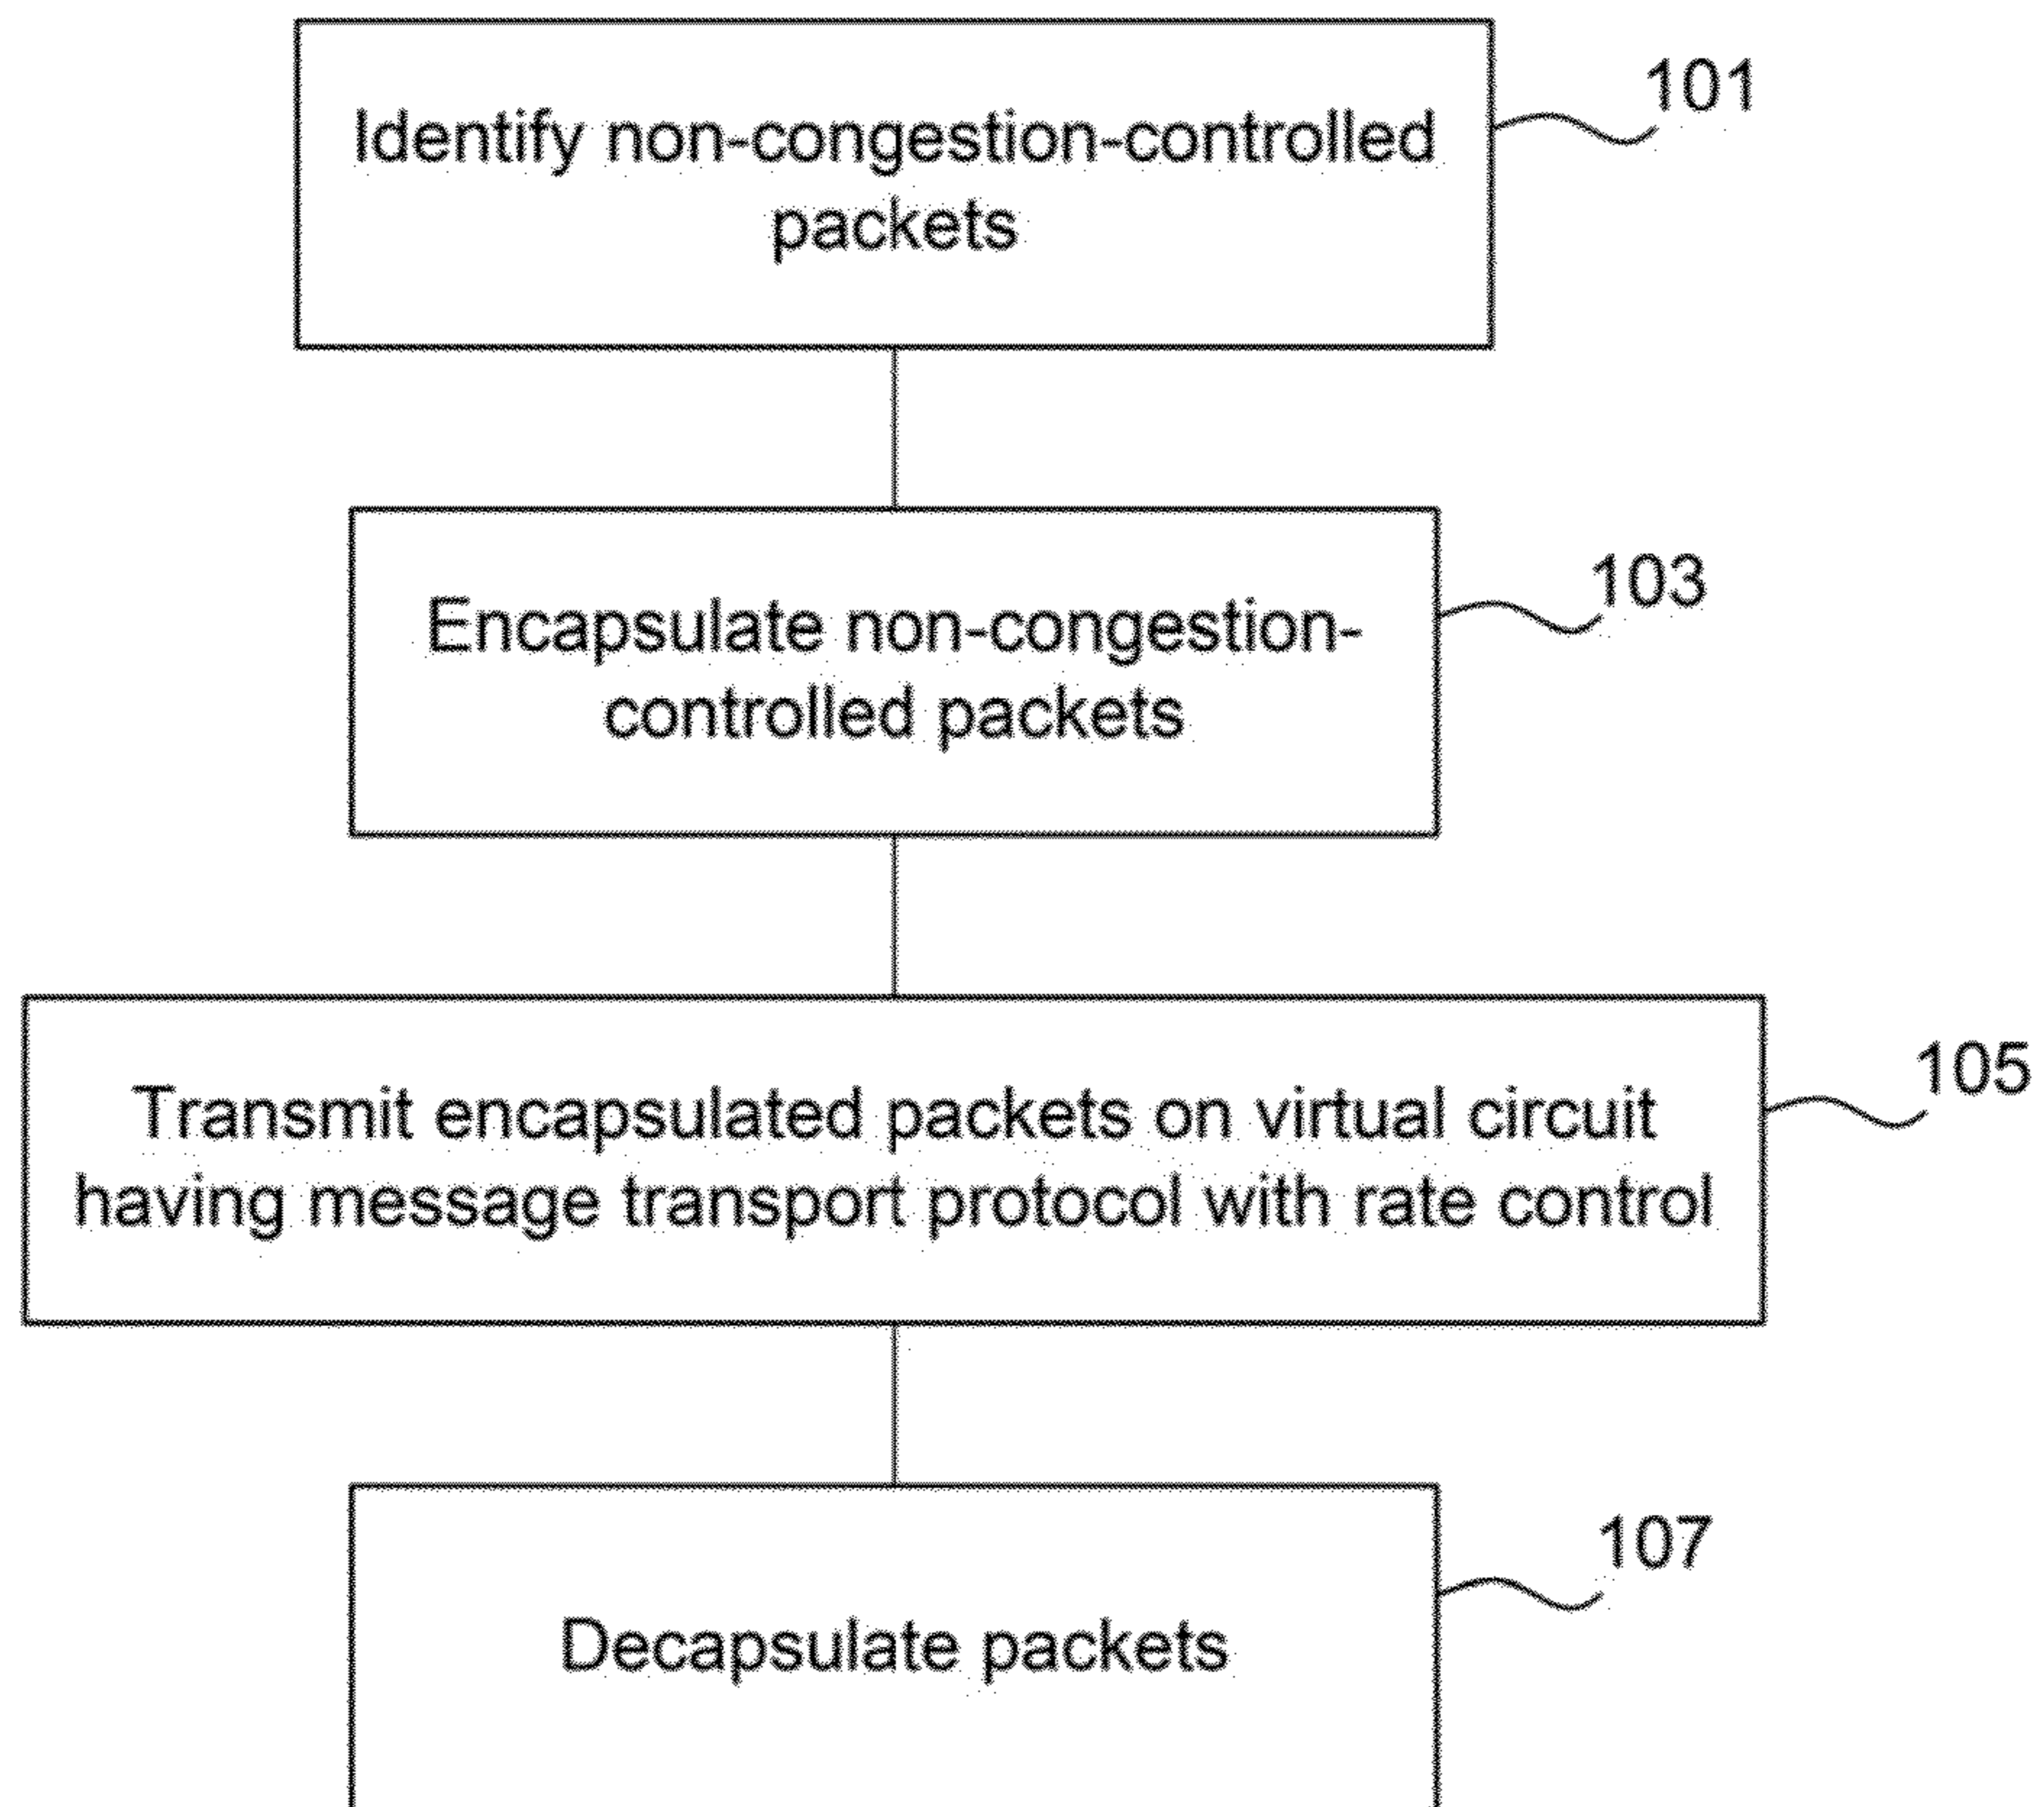 Identify non-congestion-controlled
packets
101
Encapsulate non-congestion-
controlled packets
103
Transmit encapsulated packets on virtual circuit
having message transport protocol with rate control
105
Decapsulate packets
107